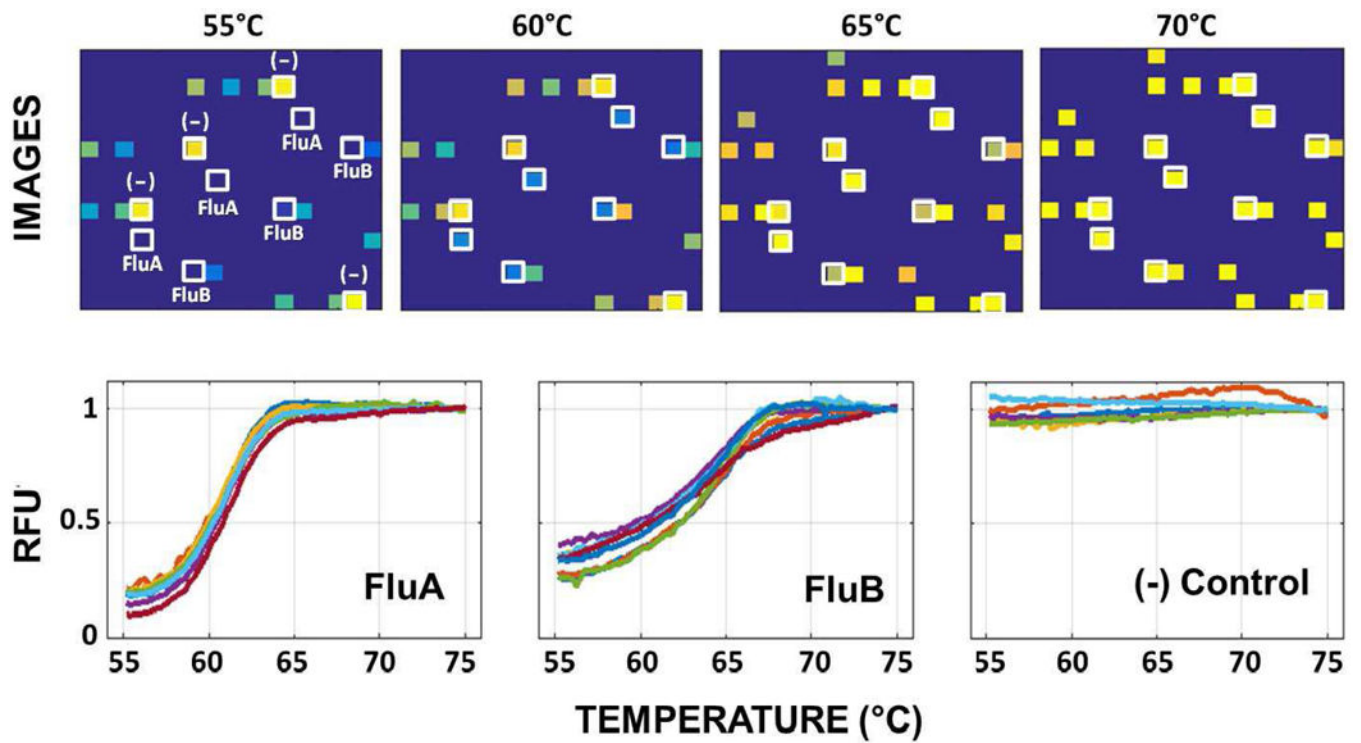 55°C 60°C 65°C 70°C
IMAGES
(-)
(-)
FluA
FluB
(-)
FluA
FluB
FluA
(-)
FluB
RFU
1
0.5
0
FluA
FluB
(-) Control
55 60 65 70 75
55 60 65 70 75
55 60 65 70 75
TEMPERATURE (°C)